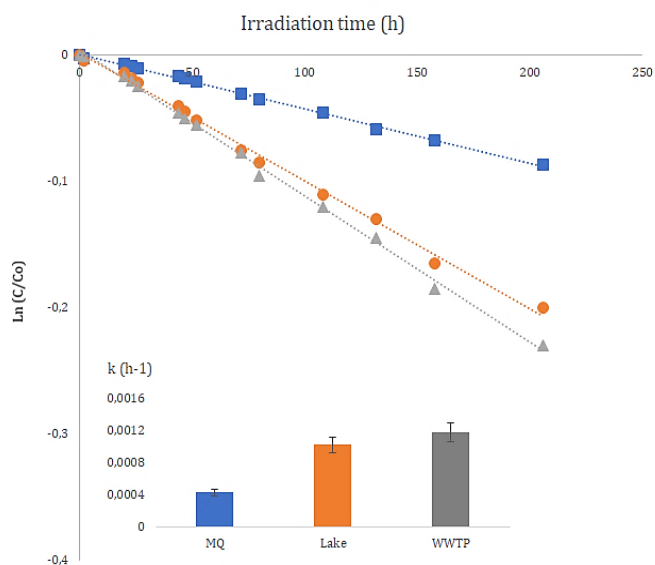 Irradiation time (h)
0
0 50 100 150 200 250
-0,1
Ln (C/Co)
-0,2
k (h-1)
0,0016
-0,3
0,0012
0,0008
0,0004
0
MQ Lake WWTP
-0,4